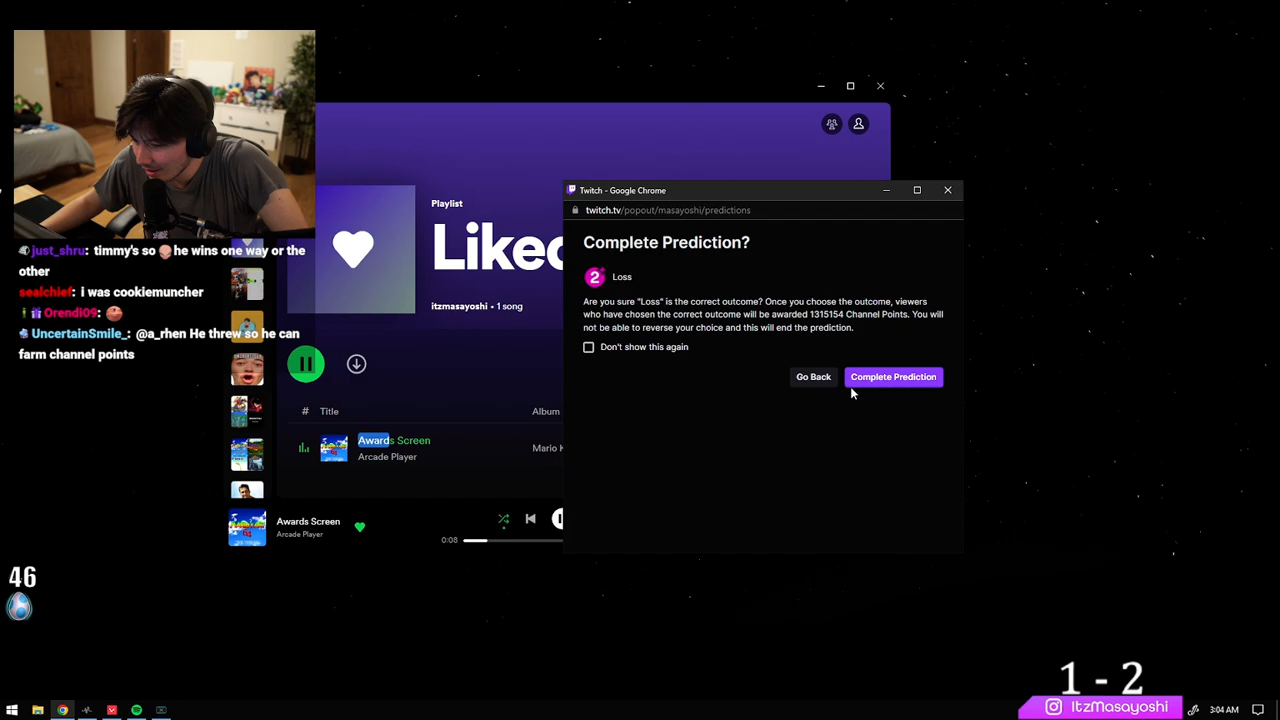 just_shru: timmy's so he wins one way or the
other
sealchief: i was cookiemuncher
Orendi09:
UncertainSmile_: @a_rhen He threw so he can
farm channel points
Playlist
Liked
itzmasayoshi • 1 song
# Title Album
Awards Screen
Arcade Player
Mario K
Awards Screen
Arcade Player
0:08
Twitch - Google Chrome
twitch.tv/popout/masayoshi/predictions
Complete Prediction?
2 Loss
Are you sure "Loss" is the correct outcome? Once you choose the outcome, viewers
who have chosen the correct outcome will be awarded 1315154 Channel Points. You will
not be able to reverse your choice and this will end the prediction.
Don't show this again
Go Back Complete Prediction
46
1 - 2
ItzMasayoshi
3:04 AM